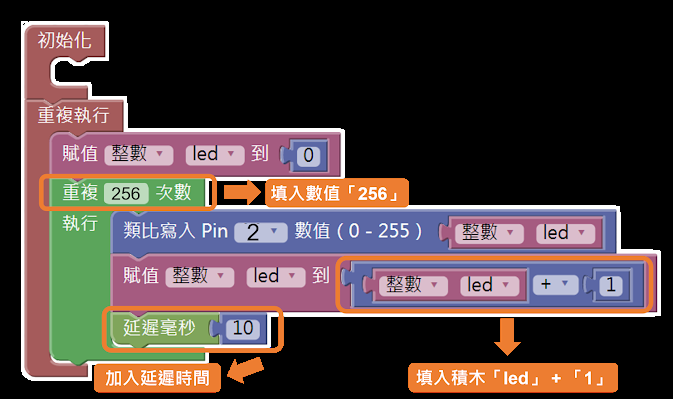 初始化
重複執行
賦值 整數 led 到 0
重複 256 次數
填入數值「256」
執行
類比寫入 Pin 2 數值 ( 0 - 255 ) 整數 led
賦值 整數 led 到 整數 led + 1
延遲毫秒 10
加入延遲時間
填入積木「led」+「1」